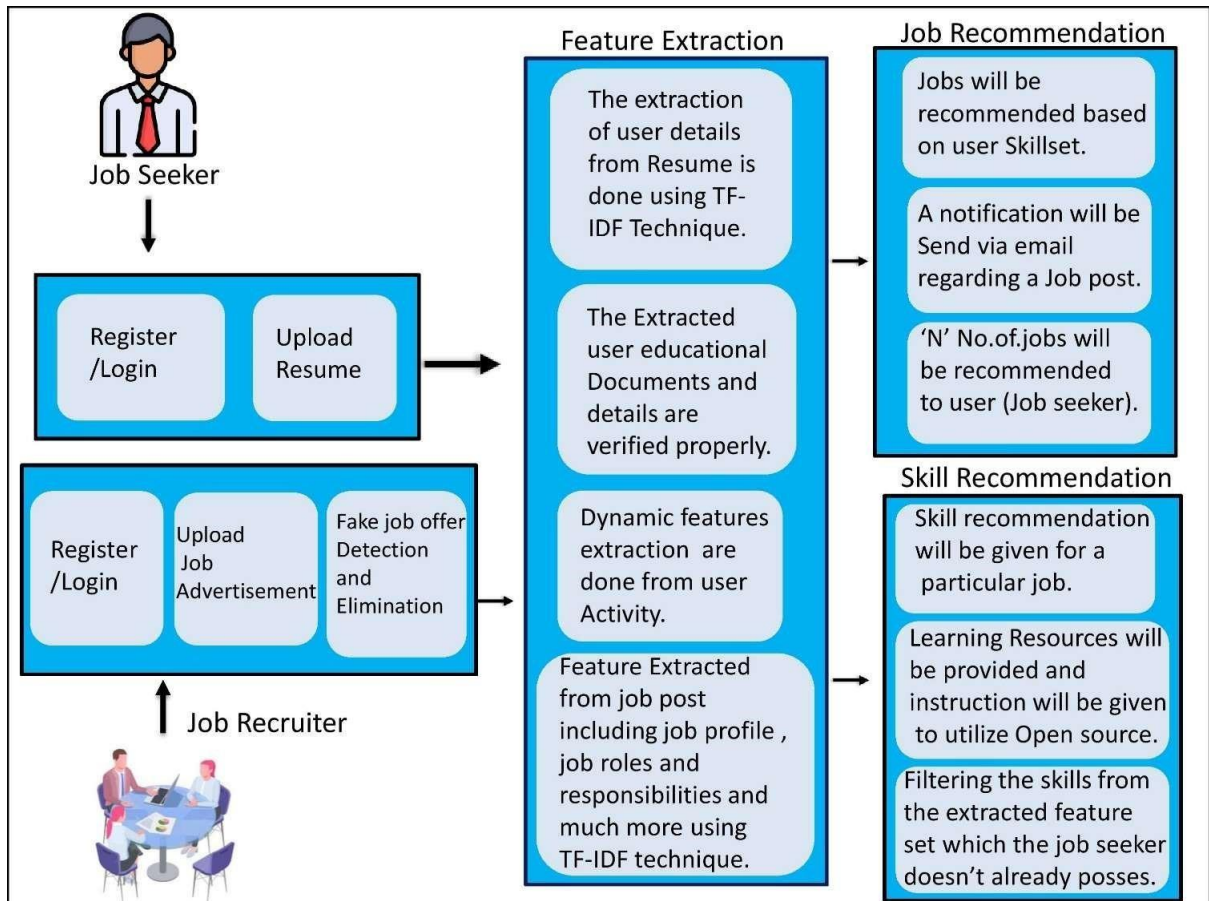 Job Seeker
Register
/Login
Upload
Resume
Register
/Login
Upload
Job
Advertisement
Fake job offer
Detection
and
Elimination
Job Recruiter
Feature Extraction
The extraction
of user details
from Resume is
done using TF-
IDF Technique.
The Extracted
user educational
Documents and
details are
verified properly.
Dynamic features
extraction are
done from user
Activity.
Feature Extracted
from job post
including job profile ,
job roles and
responsibilities and
much more using
TF-IDF technique.
Job Recommendation
Jobs will be
recommended based
on user Skillset.
A notification will be
Send via email
regarding a Job post.
‘N’ No.of.jobs will
be recommended
to user (Job seeker).
Skill Recommendation
Skill recommendation
will be given for a
particular job.
Learning Resources will
be provided and
instruction will be given
to utilize Open source.
Filtering the skills from
the extracted feature
set which the job seeker
doesn’t already posses.